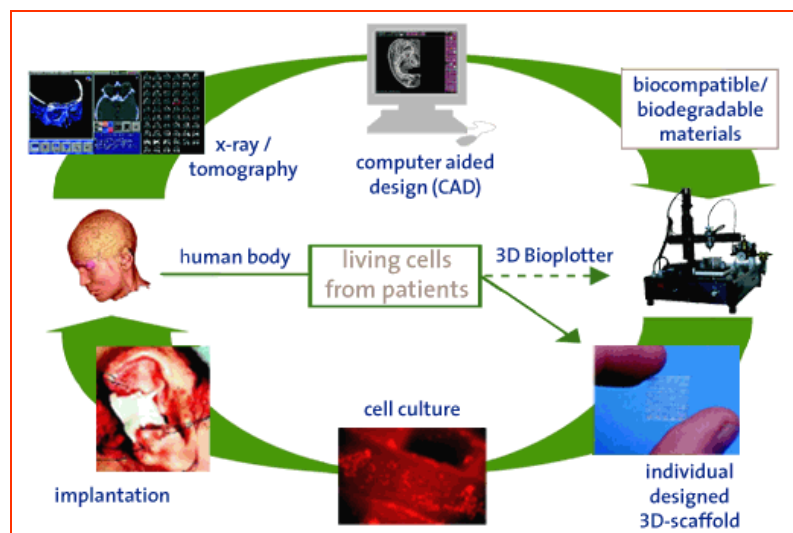 x-ray /
tomography
computer aided
design (CAD)
biocompatible/
biodegradable
materials
human body
living cells
from patients
3D Bioplotter
cell culture
implantation
individual
designed
3D-scaffold